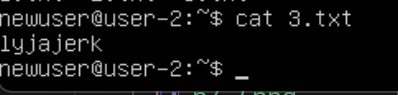 newuser@user-2:~$ cat 3.txt
lyjajerk
newuser@user-2:~$ _